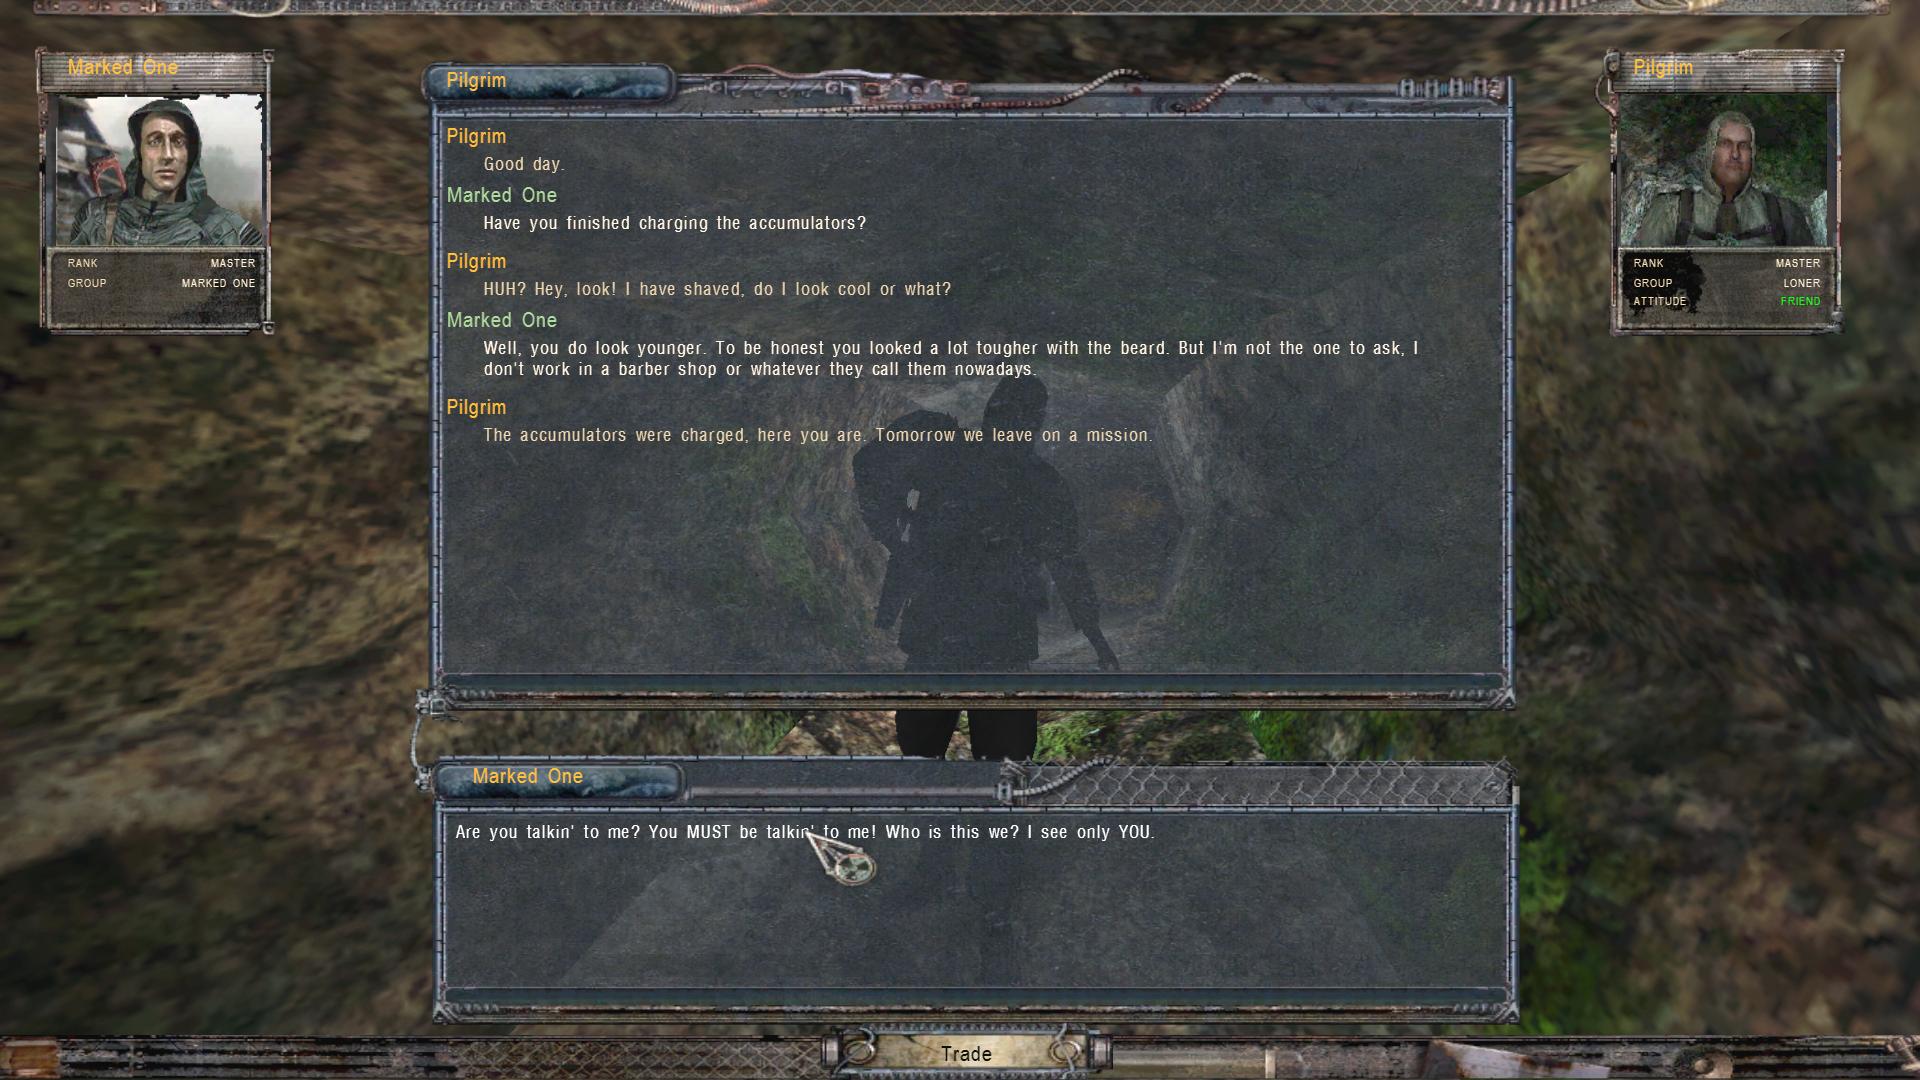 Marked One
RANK MASTER
GROUP MARKED ONE
Pilgrim
Pilgrim
Good day.
Marked One
Have you finished charging the accumulators?
Pilgrim
HUH? Hey, look! I have shaved, do I look cool or what?
Marked One
Well, you do look younger. To be honest you looked a lot tougher with the beard. But I'm not the one to ask, I
don't work in a barber shop or whatever they call them nowadays.
Pilgrim
The accumulators were charged, here you are. Tomorrow we leave on a mission.
Pilgrim
RANK MASTER
GROUP LONER
ATTITUDE FRIEND
Marked One
Are you talkin' to me? You MUST be talkin' to me! Who is this we? I see only YOU.
Trade